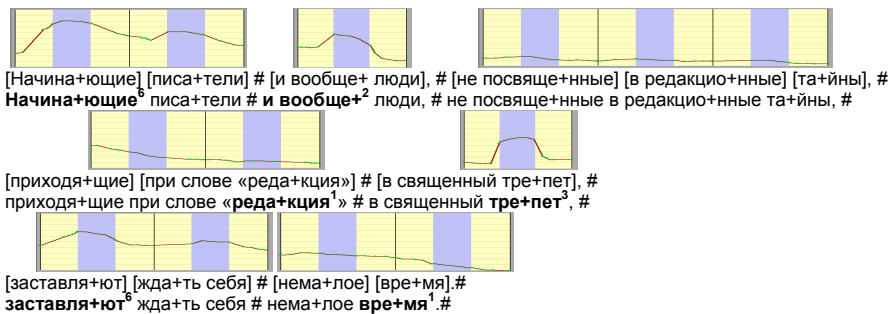 [Начина+ющие] [писа+тели] # [и вообще+ люди], # [не посвяще+нные] [в редакцио+нные] [та+йны], #
Начина+ющие⁶ писа+тели # и вообще+² люди, # не посвяще+нные в редакцио+нные та+йны, #
[приходя+щие] [при слове «реда+кция»] # [в священный тре+пет], #
приходя+щие при слове «реда+кция¹» # в священный тре+пет³, #
[заставля+ют] [жда+ть себя] # [нема+лое] [вре+мя].#
заставля+ют⁶ жда+ть себя # нема+лое вре+мя¹.#